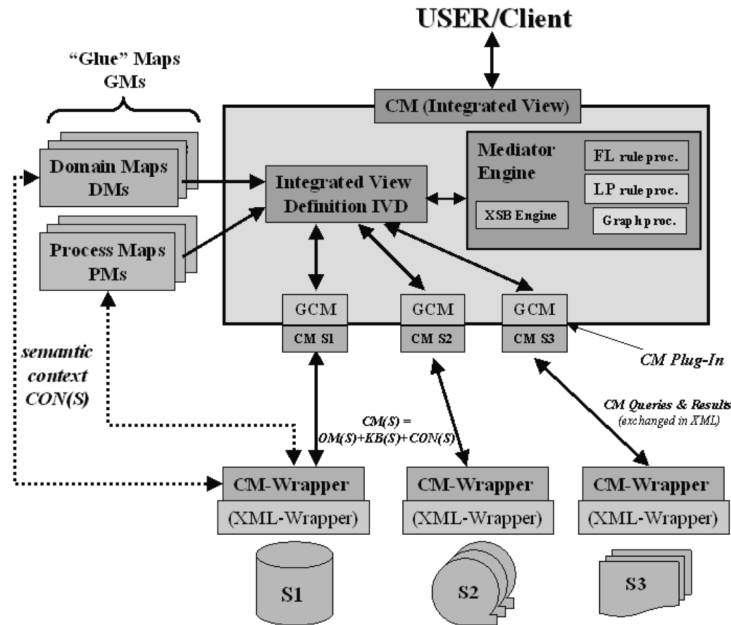 USER/Client
"Glue" Maps
GMs
CM (Integrated View)
Domain Maps
DMs
Process Maps
PMs
Integrated View
Definition IVD
Mediator
Engine
XSB Engine
FL rule proc.
LP rule proc.
Graph proc.
GCM
CM S1
GCM
CM S2
GCM
CM S3
CM Plug-In
semantic
context
CON(S)
CM(S) =
OM(S)+KB(S)+CON(S)
CM Queries & Results
(exchanged in XML)
CM-Wrapper
(XML-Wrapper)
CM-Wrapper
(XML-Wrapper)
CM-Wrapper
(XML-Wrapper)
S1
S2
S3